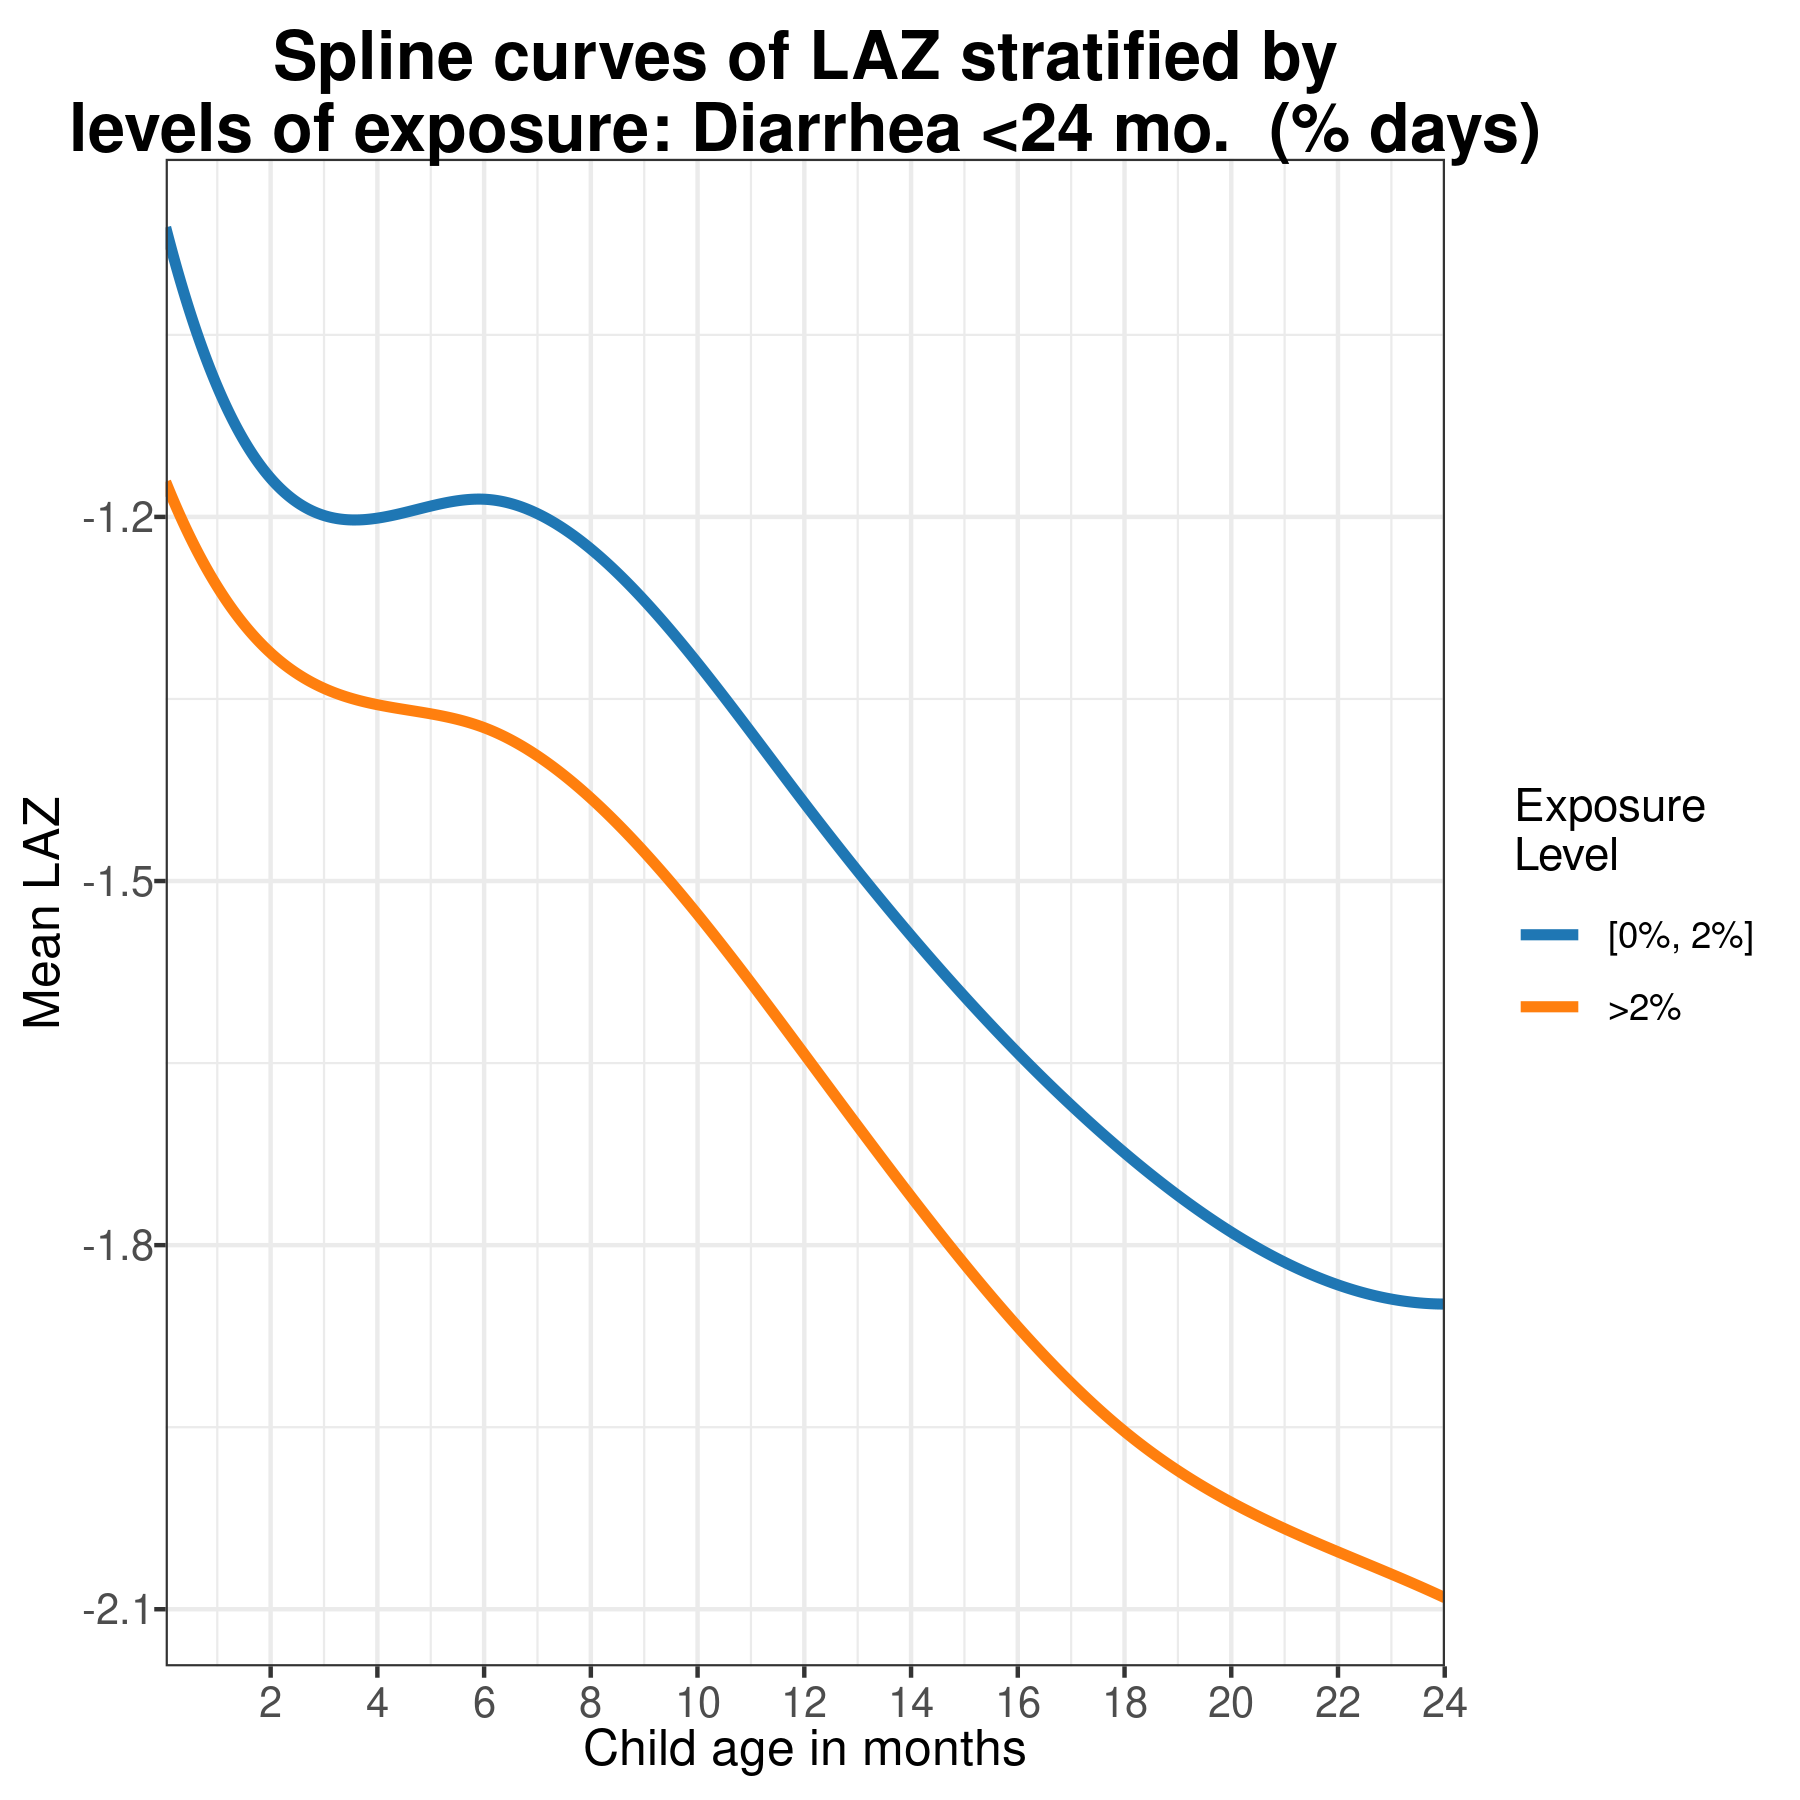 Spline curves of LAZ stratified by
levels of exposure: Diarrhea <24 mo.  (% days)
Mean LAZ
-1.2
-1.5
-1.8
-2.1
2 4 6 8 10 12 14 16 18 20 22 24
Child age in months
Exposure
Level
[0%, 2%]
>2%